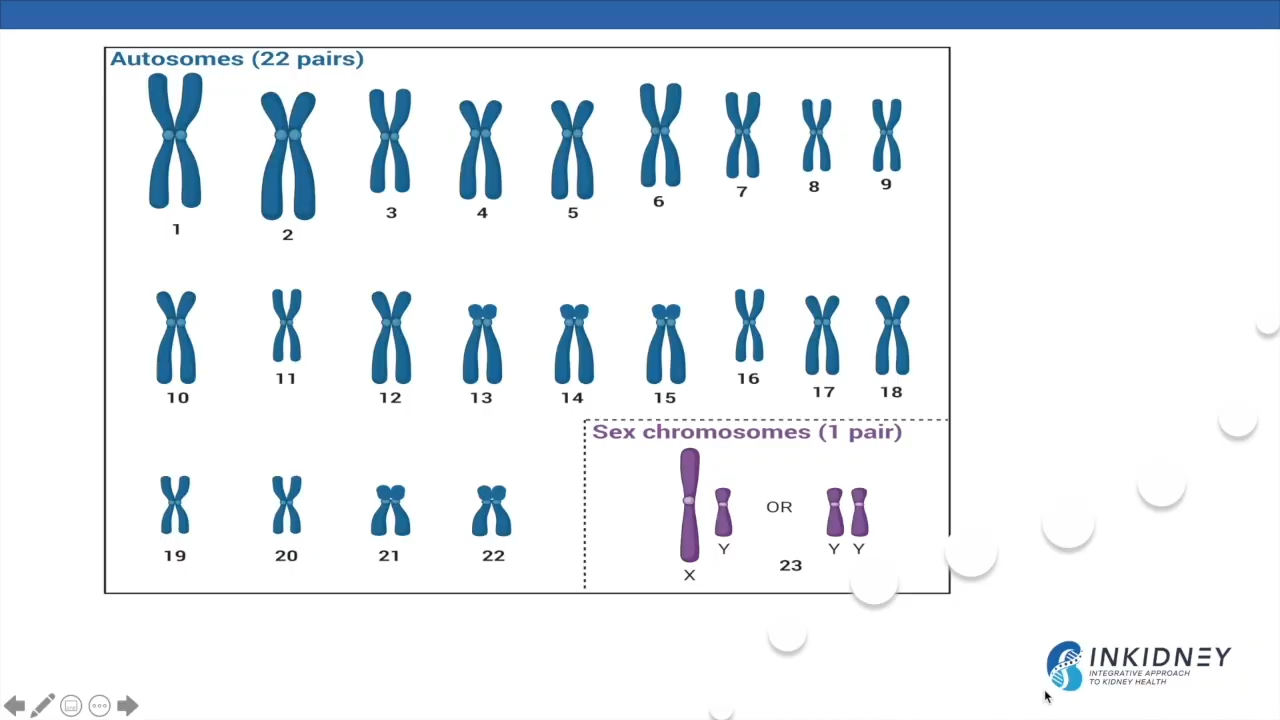 Autosomes (22 pairs)
1 2 3 4 5 6 7 8 9
10 11 12 13 14 15 16 17 18
Sex chromosomes (1 pair)
OR
X Y Y Y
23
19 20 21 22
INKIDNEY
INTEGRATIVE APPROACH
TO KIDNEY HEALTH